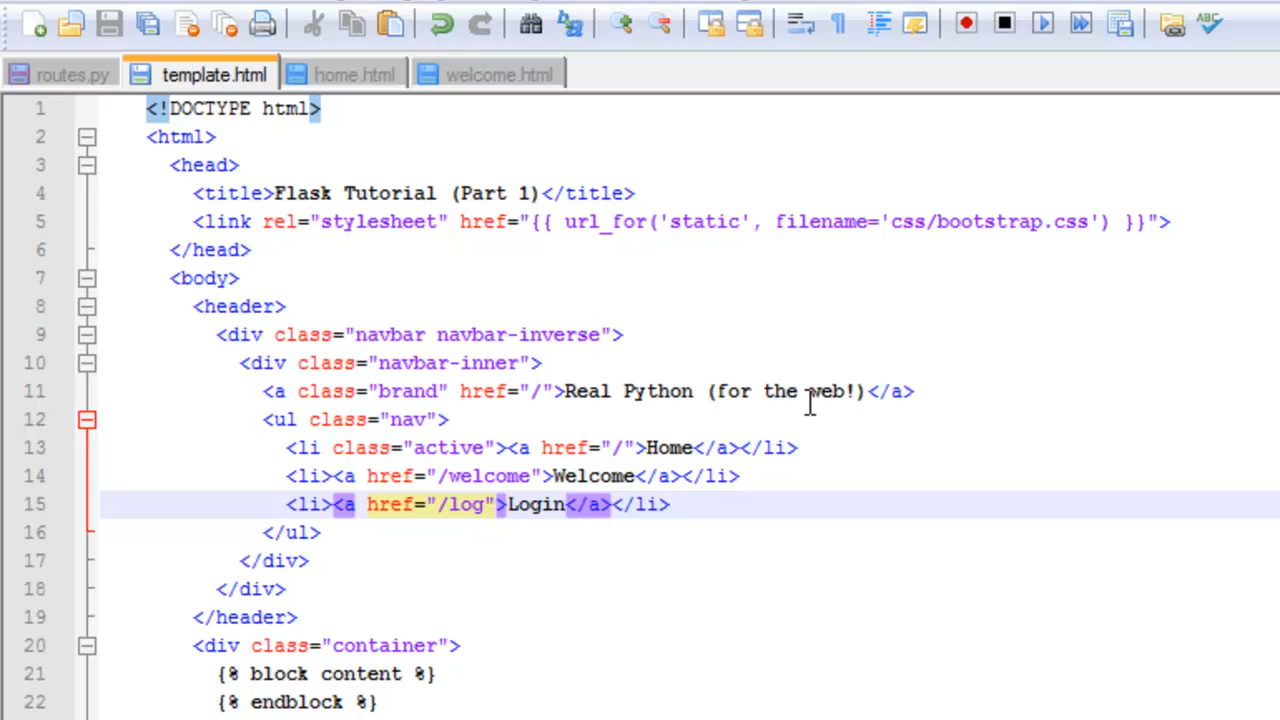 ABC
routes.py template.html home.html welcome.html
1 <!DOCTYPE html>
2 <html>
3 <head>
4 <title>Flask Tutorial (Part 1)</title>
5 <link rel="stylesheet" href="{{ url_for('static', filename='css/bootstrap.css') }}">
6 </head>
7 <body>
8 <header>
9 <div class="navbar navbar-inverse">
10 <div class="navbar-inner">
11 <a class="brand" href="/">Real Python (for the web!)</a>
12 <ul class="nav">
13 <li class="active"><a href="/">Home</a></li>
14 <li><a href="/welcome">Welcome</a></li>
15 <li><a href="/log">Login</a></li>
16 </ul>
17 </div>
18 </div>
19 </header>
20 <div class="container">
21 {% block content %}
22 {% endblock %}